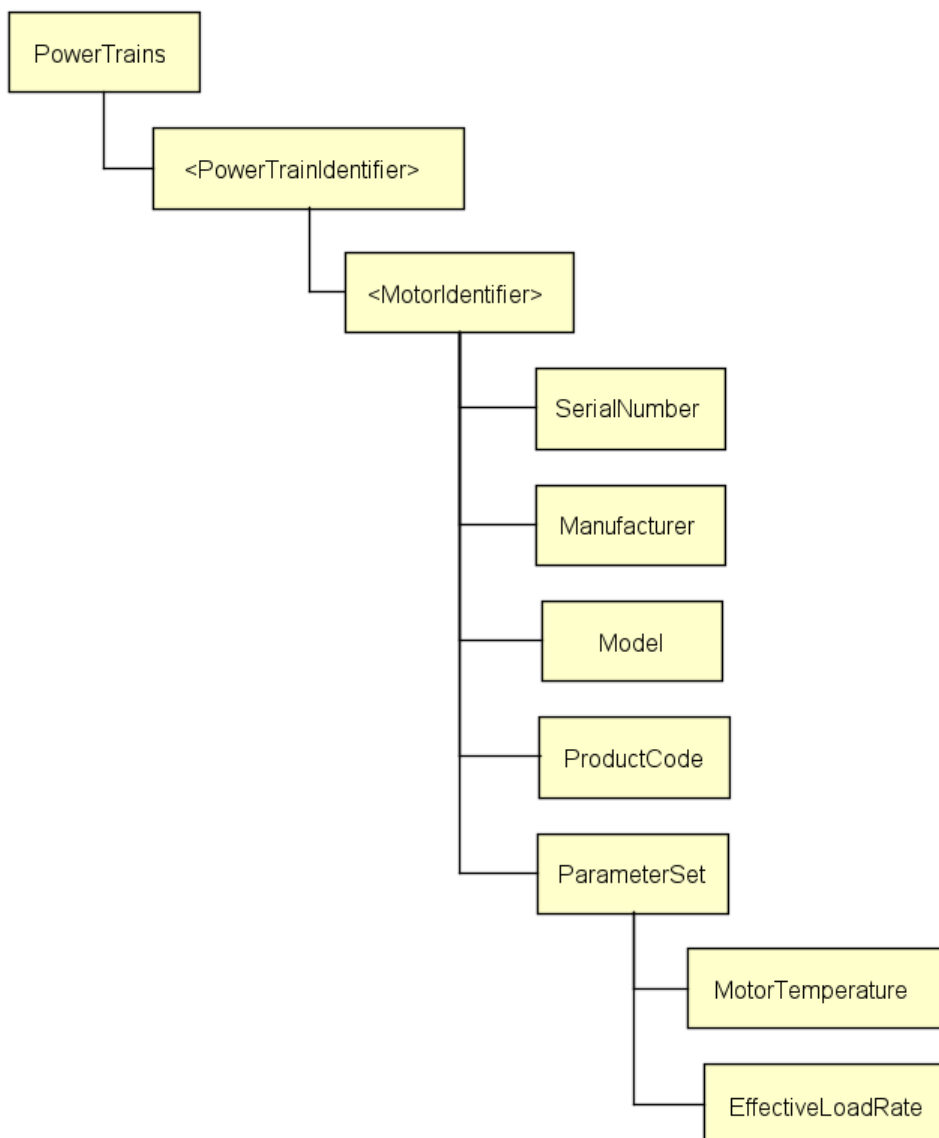 PowerTrains
<PowerTrainIdentifier>
<MotorIdentifier>
SerialNumber
Manufacturer
Model
ProductCode
ParameterSet
MotorTemperature
EffectiveLoadRate